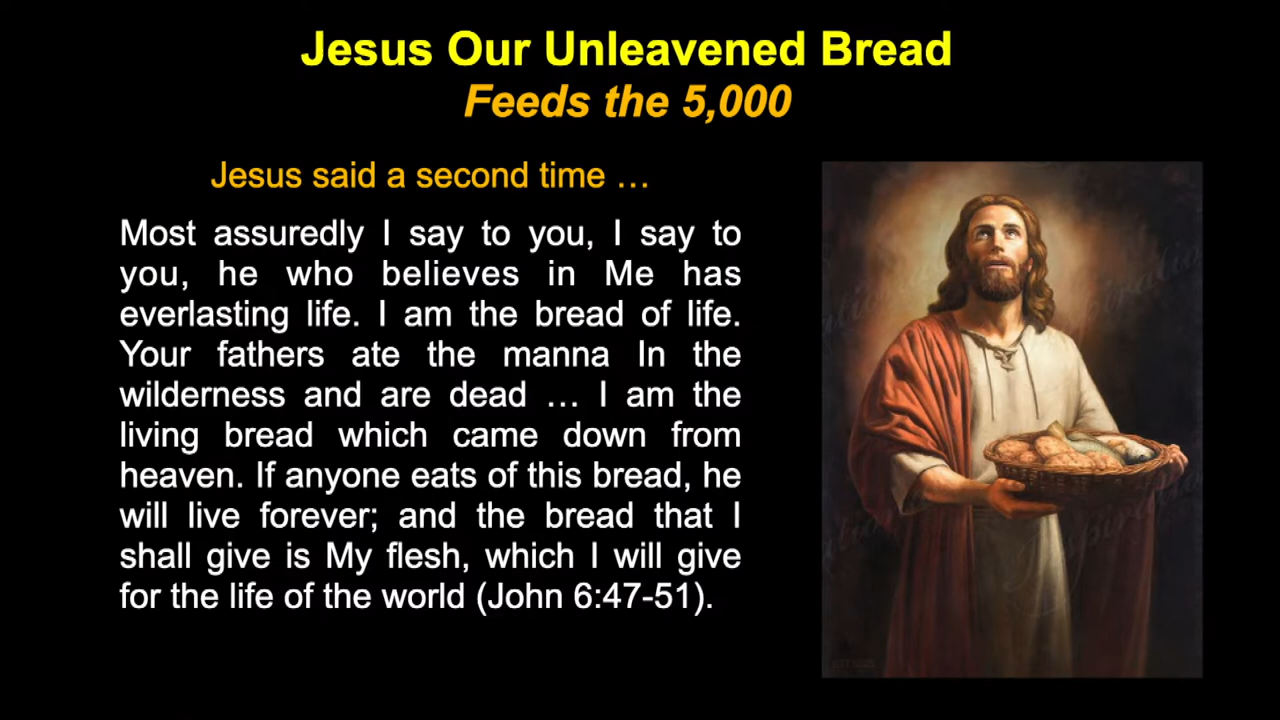 Jesus Our Unleavened Bread
Feeds the 5,000
Jesus said a second time …
Most assuredly I say to you, I say to
you, he who believes in Me has
everlasting life. I am the bread of life.
Your fathers ate the manna In the
wilderness and are dead … I am the
living bread which came down from
heaven. If anyone eats of this bread, he
will live forever; and the bread that I
shall give is My flesh, which I will give
for the life of the world (John 6:47-51).